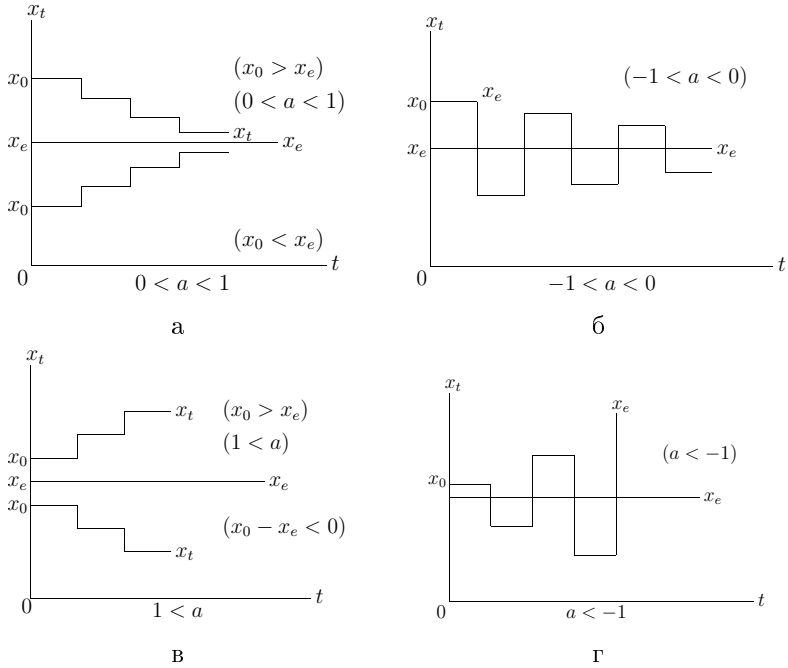 x_t
x_0
(x_0 > x_e)
(0 < a < 1)
x_t
x_e
x_e
x_0
(x_0 < x_e)
0
t
0 < a < 1
а
x_t
(−1 < a < 0)
x_0
x_e
x_e
x_e
0
t
−1 < a < 0
б
x_t
x_t
(x_0 > x_e)
(1 < a)
x_0
x_e
x_e
x_0
(x_0 − x_e < 0)
x_t
0
t
1 < a
в
x_t
x_e
(a < −1)
x_0
x_e
0
t
a < −1
г